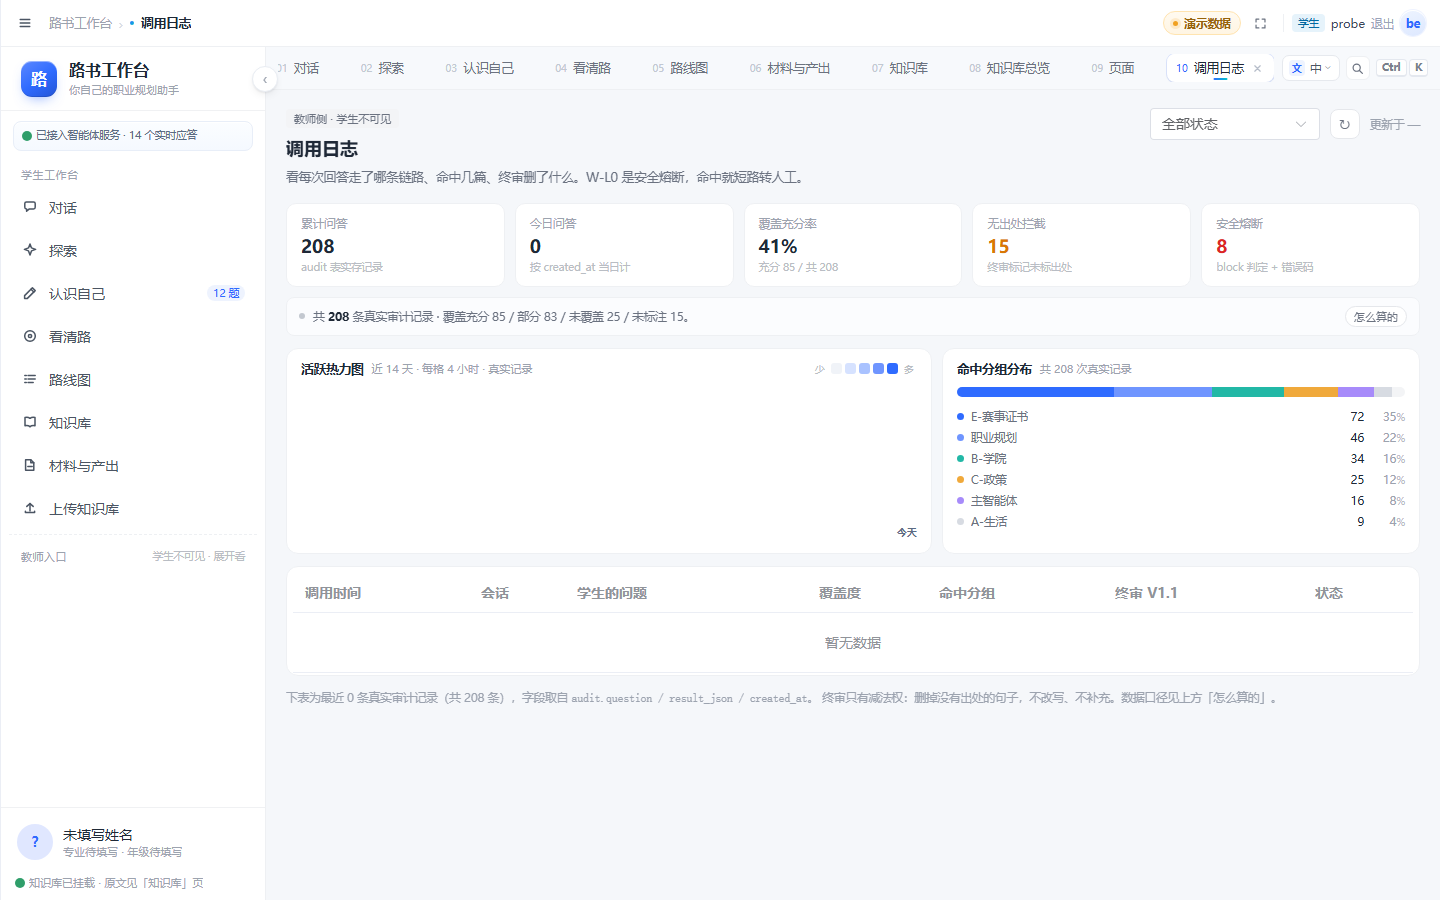 路书工作台 › 调用日志
演示数据
学生 probe 退出 be
路
路书工作台
你自己的职业规划助手
已接入智能体服务 · 14 个实时应答
学生工作台
对话
探索
认识自己 12 题
看清路
路线图
知识库
材料与产出
上传知识库
教师入口 学生不可见 · 展开看
?
未填写姓名
专业待填写 · 年级待填写
知识库已挂载 · 原文见「知识库」页
01 对话 02 探索 03 认识自己 04 看清路 05 路线图 06 材料与产出 07 知识库 08 知识库总览 09 页面 10 调用日志 × 文 中 Ctrl K
教师侧 · 学生不可见
调用日志
看每次回答走了哪条链路、命中几篇、终审删了什么。W-L0 是安全熔断，命中就短路转人工。
全部状态 ↻ 更新于 —
累计问答
208
audit 表实存记录
今日问答
0
按 created_at 当日计
覆盖充分率
41%
充分 85 / 共 208
无出处拦截
15
终审标记未标出处
安全熔断
8
block 判定 + 错误码
共 208 条真实审计记录 · 覆盖充分 85 / 部分 83 / 未覆盖 25 / 未标注 15。
怎么算的
活跃热力图 近 14 天 · 每格 4 小时 · 真实记录
少 多
今天
命中分组分布 共 208 次真实记录
E-赛事证书 72 35%
职业规划 46 22%
B-学院 34 16%
C-政策 25 12%
主智能体 16 8%
A-生活 9 4%
调用时间 会话 学生的问题 覆盖度 命中分组 终审 V1.1 状态
暂无数据
下表为最近 0 条真实审计记录（共 208 条），字段取自 audit.question / result_json / created_at。 终审只有减法权：删掉没有出处的句子，不改写、不补充。数据口径见上方「怎么算的」。